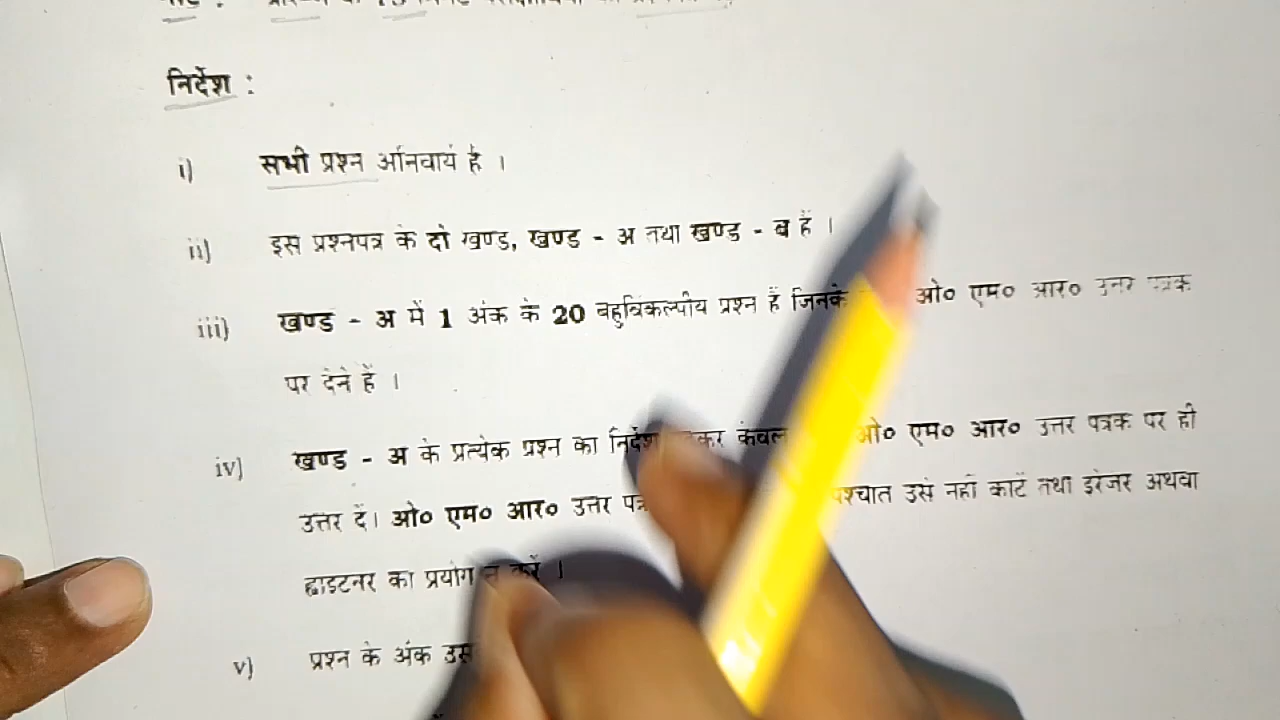 निर्देश :
i) सभी प्रश्न अनिवार्य हैं ।
ii) इस प्रश्नपत्र के दो खण्ड, खण्ड - अ तथा खण्ड - ब हैं ।
iii) खण्ड - अ में 1 अंक के 20 बहुविकल्पीय प्रश्न हैं जिनके ओ० एम० आर० उत्तर पत्रक
पर देने हैं ।
iv) खण्ड - अ के प्रत्येक प्रश्न का निर्देश केवल ओ० एम० आर० उत्तर पत्रक पर ही
उत्तर दें। ओ० एम० आर० उत्तर पश्चात उसे नहीं काटें तथा इरेजर अथवा
ह्वाइटनर का प्रयोग न करें ।
v) प्रश्न के अंक